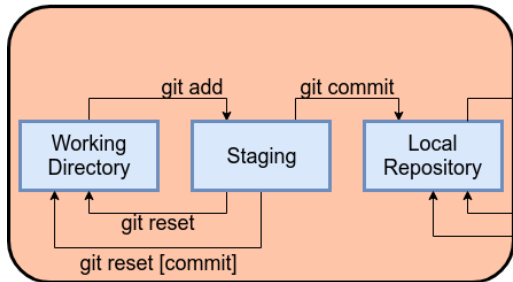 git add
git commit
Working
Directory
Staging
Local
Repository
git reset
git reset [commit]